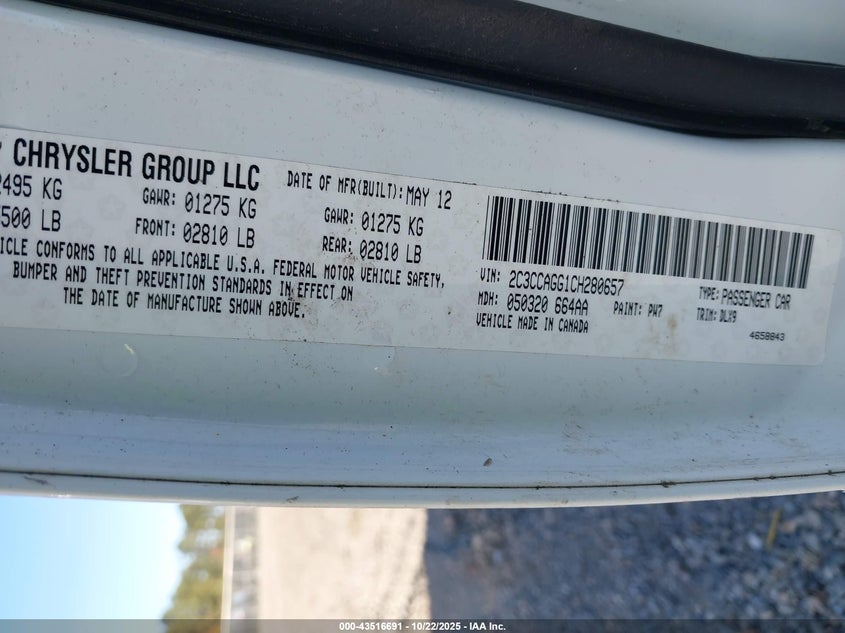 CHRYSLER GROUP LLC DATE OF MFR(BUILT): MAY 12
2495 KG GAWR: 01275 KG GAWR: 01275 KG
500 LB FRONT: 02810 LB REAR: 02810 LB
HICLE CONFORMS TO ALL APPLICABLE U.S.A. FEDERAL MOTOR VEHICLE SAFETY,
BUMPER AND THEFT PREVENTION STANDARDS IN EFFECT ON
THE DATE OF MANUFACTURE SHOWN ABOVE.
VIN: 2C3CCAGG1CH280657 TYPE: PASSENGER CAR
MDH: 050320 664AA PAINT: PW7 TRIM: DLX9
VEHICLE MADE IN CANADA 4658843
000-43516691 - 10/22/2025 - IAA Inc.